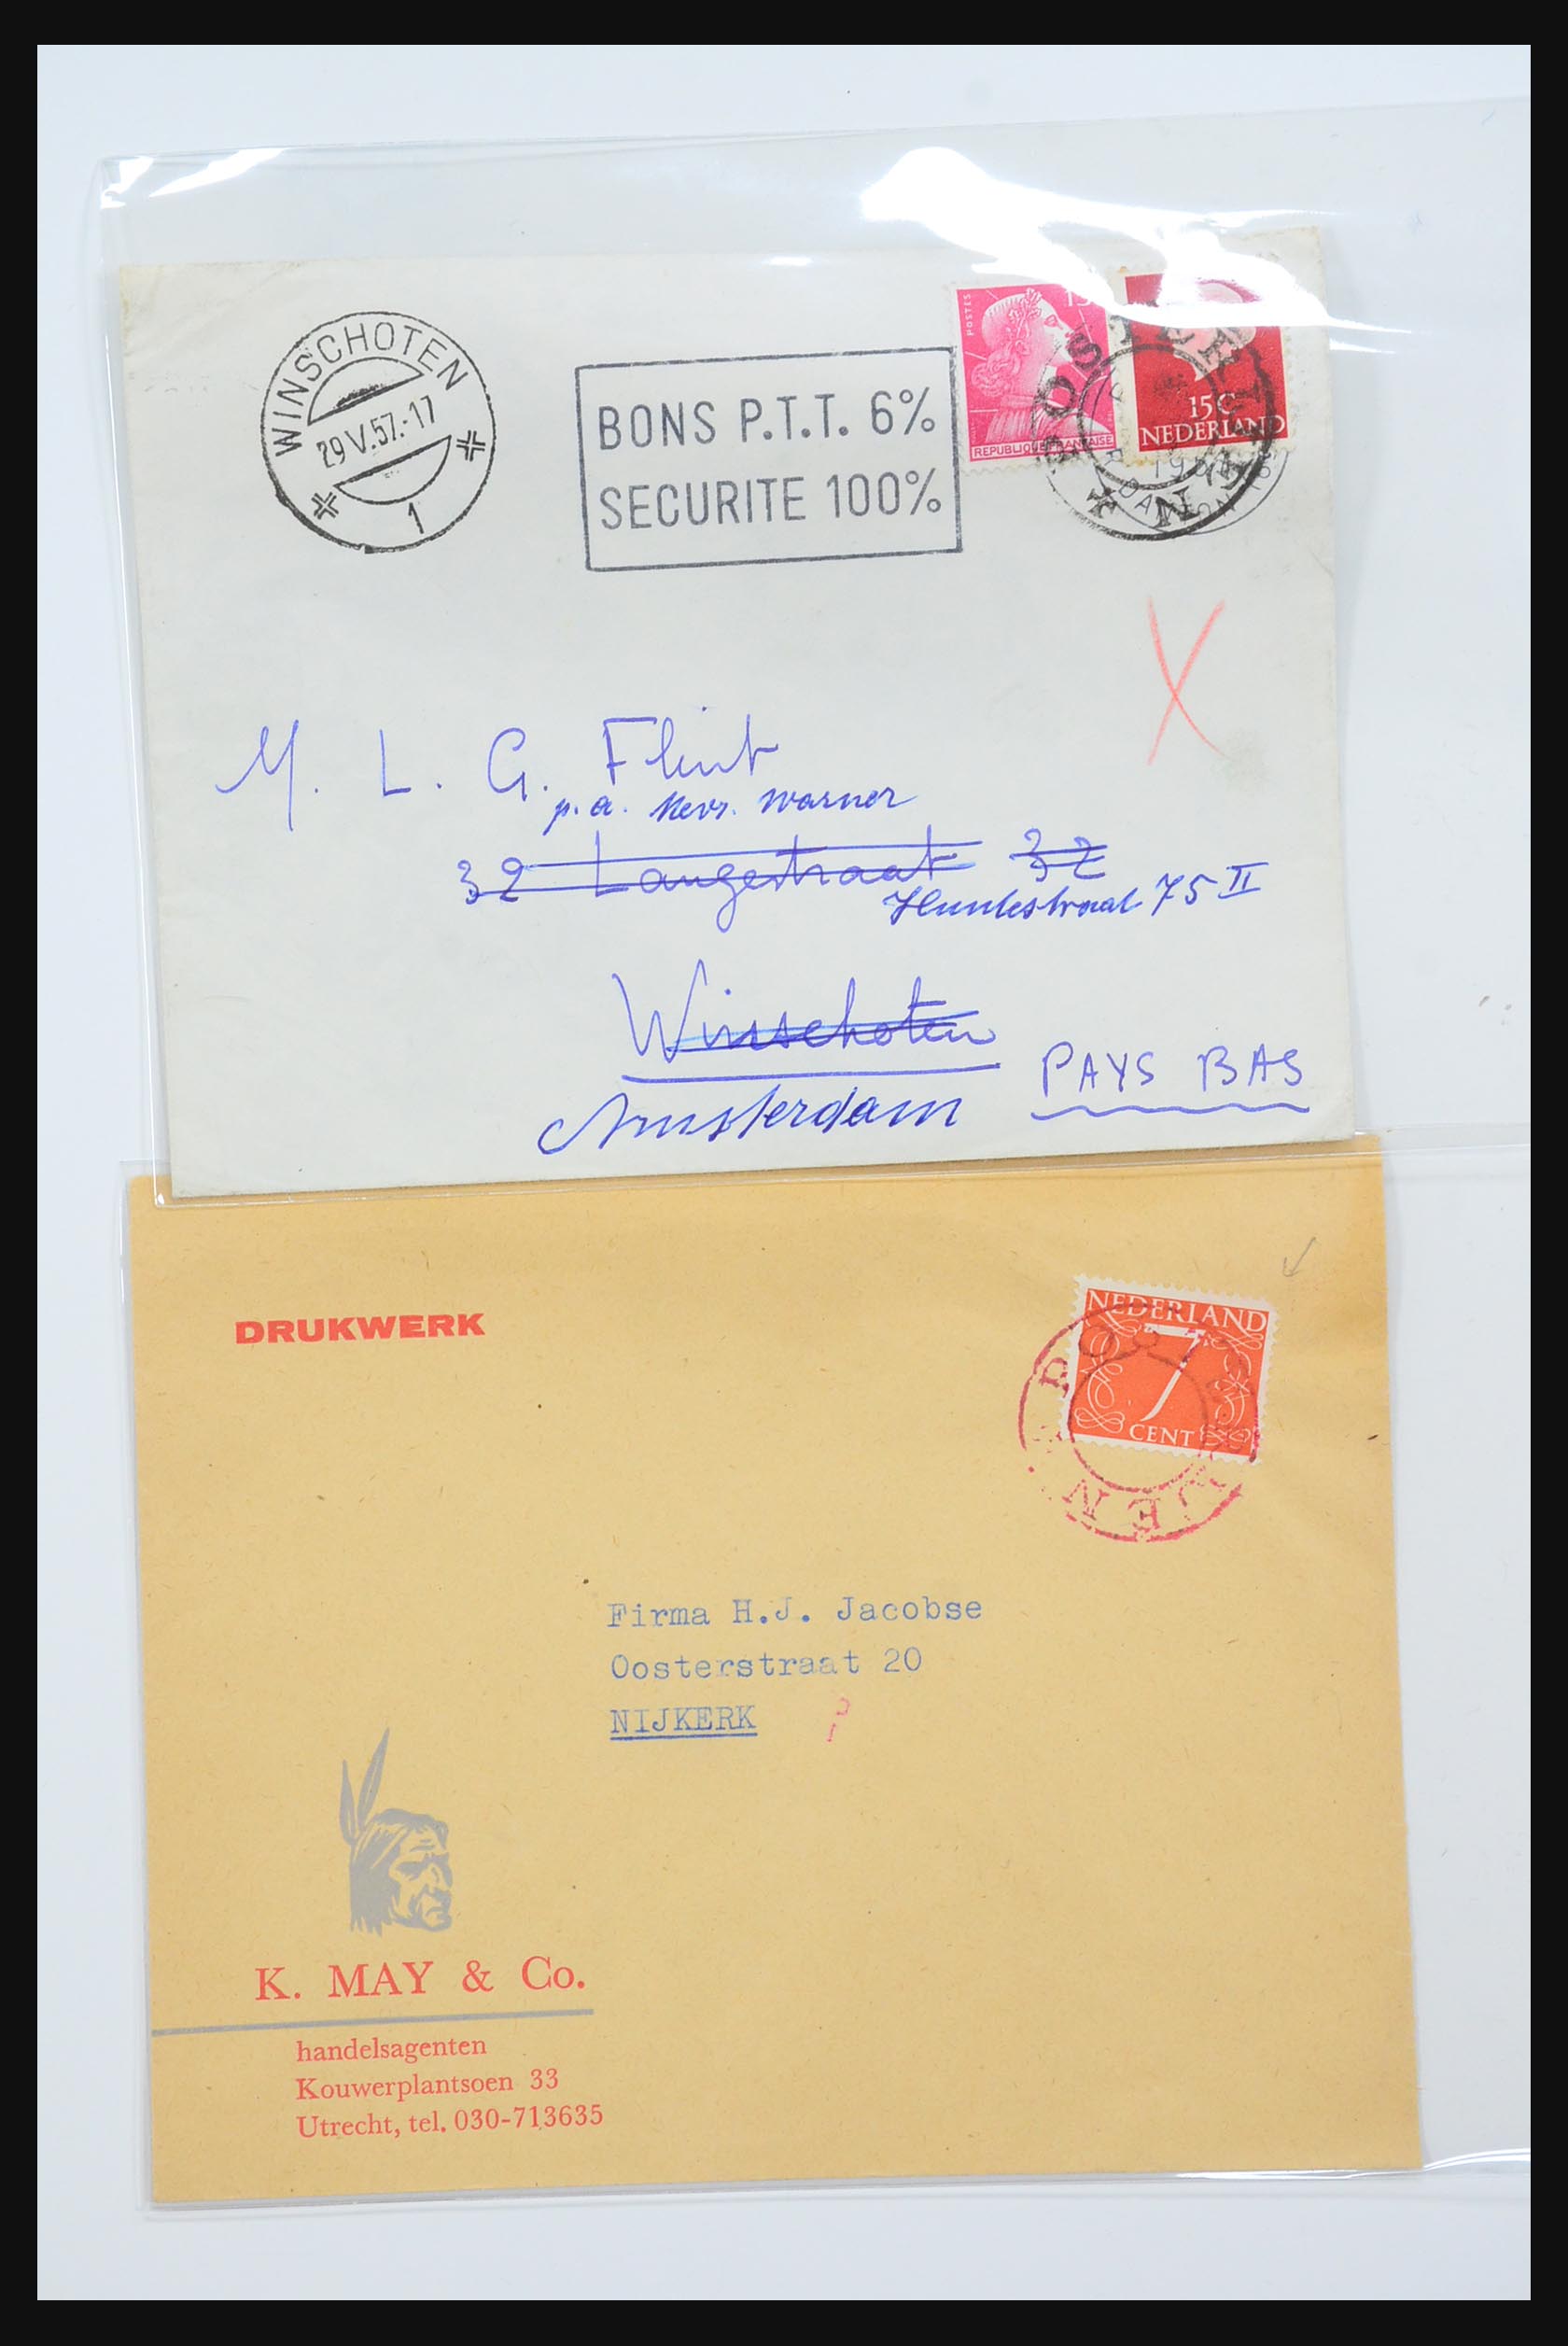 WINSCHOTEN
29 V.57.-17
1
BONS P.T.T. 6%
SECURITE 100%
POSTES
15
REPUBLIQUE FRANÇAISE
15 C
NEDERLAND
M. L. G. Flint
p.a. Mevr. Warner
32 Langestraat 32
75 II
Winschoten
PAYS BAS
Amsterdam
DRUKWERK
NEDERLAND
7
CENT
Firma H.J. Jacobse
Oosterstraat 20
NIJKERK
K. MAY & Co.
handelsagenten
Kouwerplantsoen 33
Utrecht, tel. 030-713635